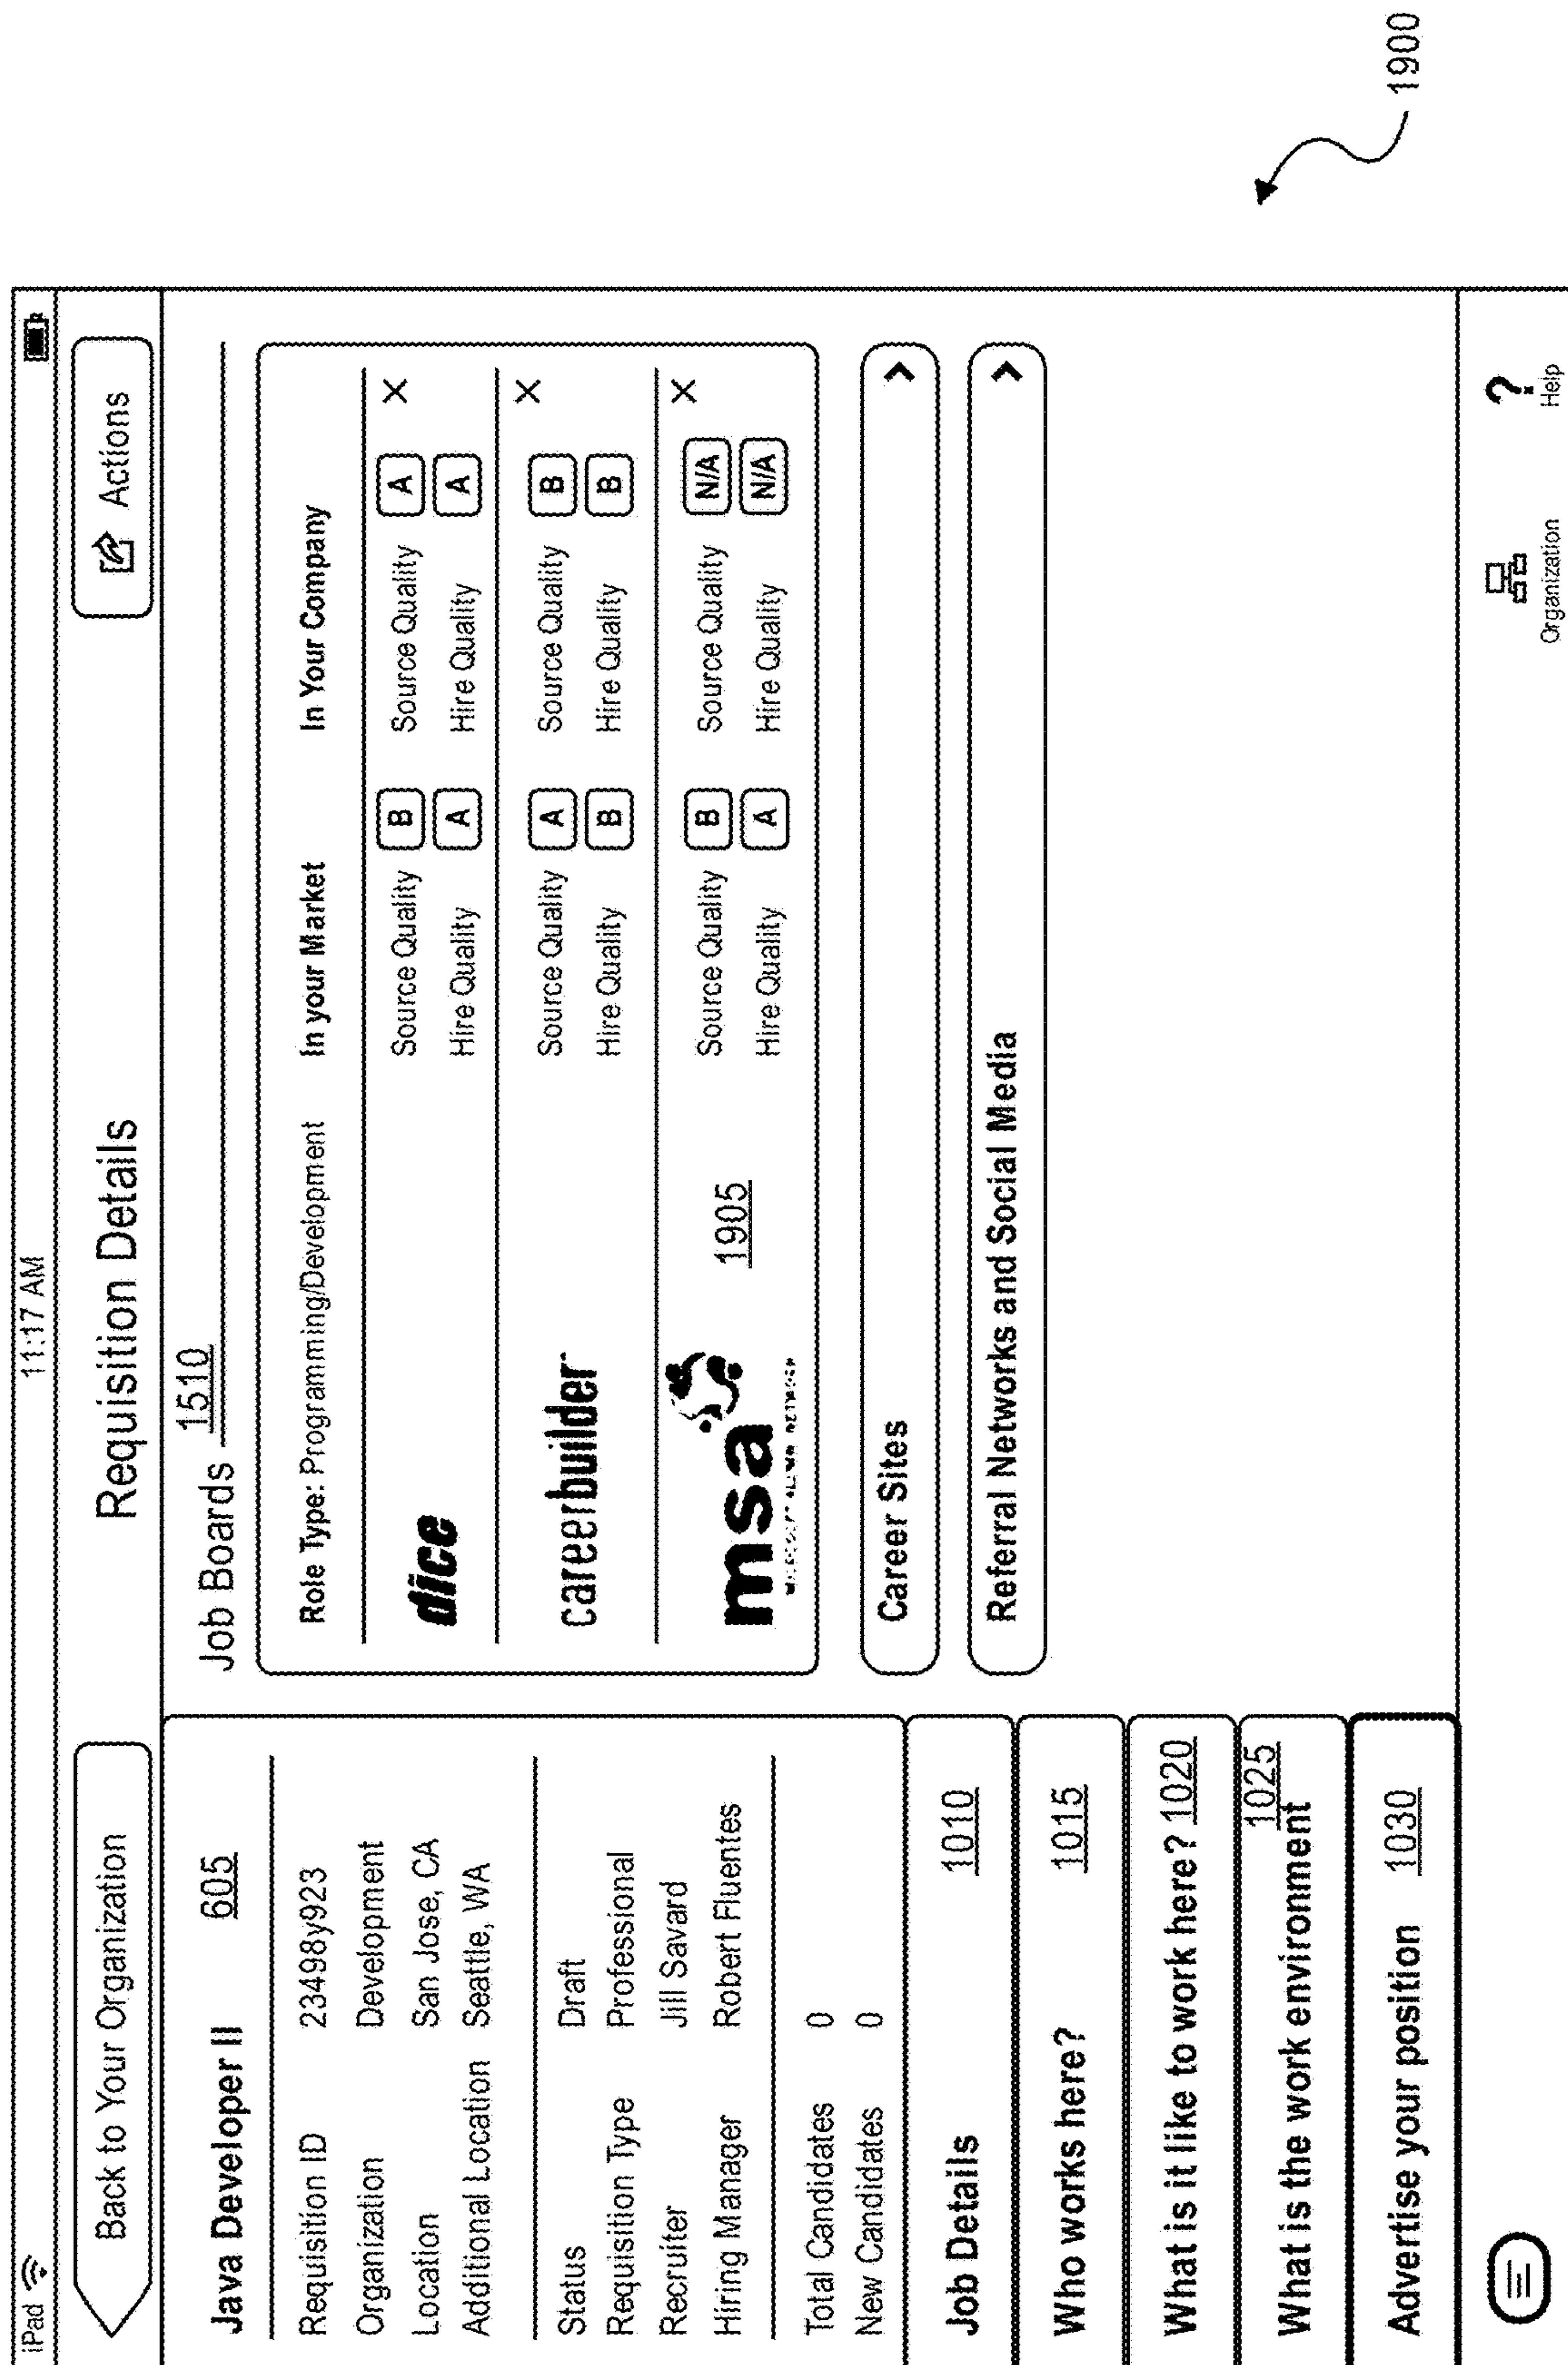 iPad
11:17 AM
Back to Your Organization
Requisition Details
Actions
Java Developer II 605
Requisition ID 23498y923
Organization Development
Location San Jose, CA
Additional Location Seattle, WA
Status Draft
Requisition Type Professional
Recruiter Jill Savard
Hiring Manager Robert Fluentes
Total Candidates 0
New Candidates 0
Job Details 1010
Who works here? 1015
What is it like to work here? 1020
1025
What is the work environment
Advertise your position 1030
Job Boards 1510
Role Type: Programming/Development In your Market In Your Company
dice
Source Quality B Source Quality A X
Hire Quality A Hire Quality A
careerbuilder
Source Quality A Source Quality B X
Hire Quality B Hire Quality B
msa 1905
Source Quality B Source Quality N/A X
Hire Quality A Hire Quality N/A
Career Sites
Referral Networks and Social Media
Organization
? Help
1900